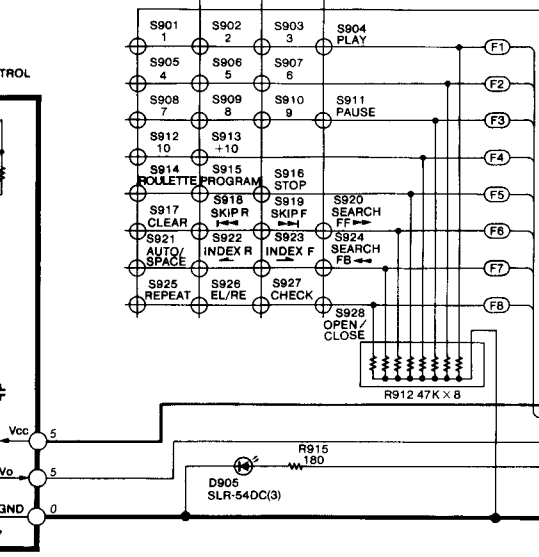 S901 S902 S903 S904
1 2 3 PLAY
F1
TROL
S905 S906 S907
4 5 6
F2
S908 S909 S910 S911
7 8 9 PAUSE
F3
S912 S913
10 +10
F4
S914 S915 S916
ROULETTE PROGRAM STOP
F5
S917 S918 S919 S920
CLEAR SKIP R SKIP F SEARCH
FF
F6
S921 S922 S923 S924
AUTO/ INDEX R INDEX F SEARCH
SPACE FB
F7
S925 S926 S927
REPEAT EL/RE CHECK
F8
S928
OPEN/
CLOSE
R912 47K × 8
Vcc 5
Vo 5
R915
180
D905
SLR-54DC(3)
GND 0